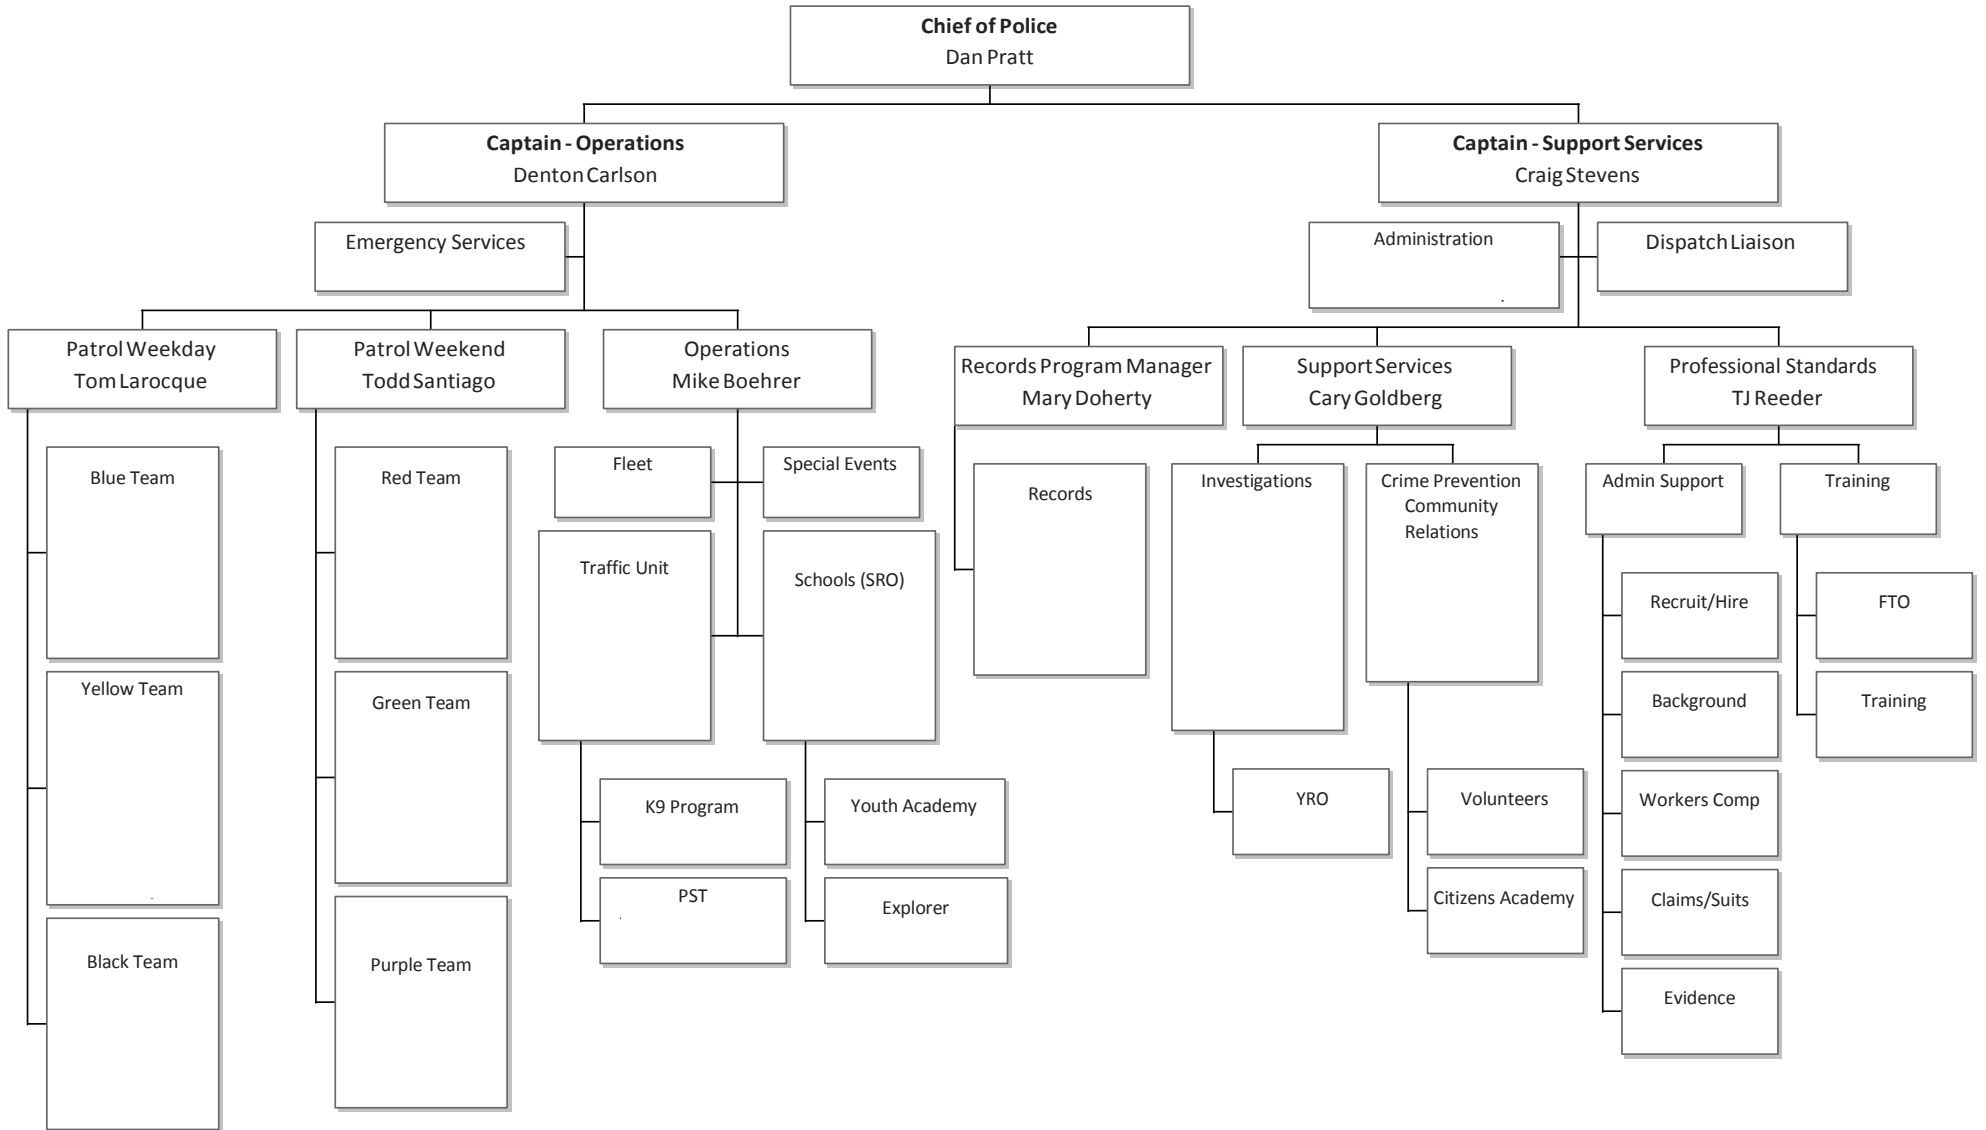 Chief of Police
Dan Pratt
Captain - Operations
Denton Carlson
Captain - Support Services
Craig Stevens
Emergency Services
Administration
Dispatch Liaison
Patrol Weekday
Tom Larocque
Patrol Weekend
Todd Santiago
Operations
Mike Boehrer
Records Program Manager
Mary Doherty
Support Services
Cary Goldberg
Professional Standards
TJ Reeder
Blue Team
Yellow Team
Black Team
Red Team
Green Team
Purple Team
Fleet
Special Events
Traffic Unit
Schools (SRO)
K9 Program
PST
Youth Academy
Explorer
Records
Investigations
YRO
Crime Prevention
Community
Relations
Volunteers
Citizens Academy
Admin Support
Recruit/Hire
Background
Workers Comp
Claims/Suits
Evidence
Training
FTO
Training